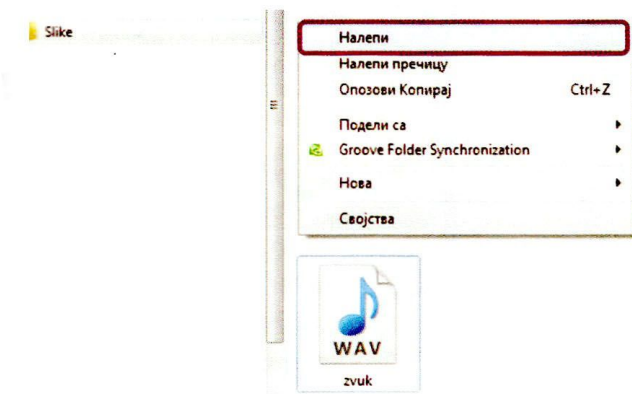 Slike
Налепи
Налепи пречицу
Опозови Копирај Ctrl+Z
Подели са
Groove Folder Synchronization
Нова
Својства
WAV
zvuk